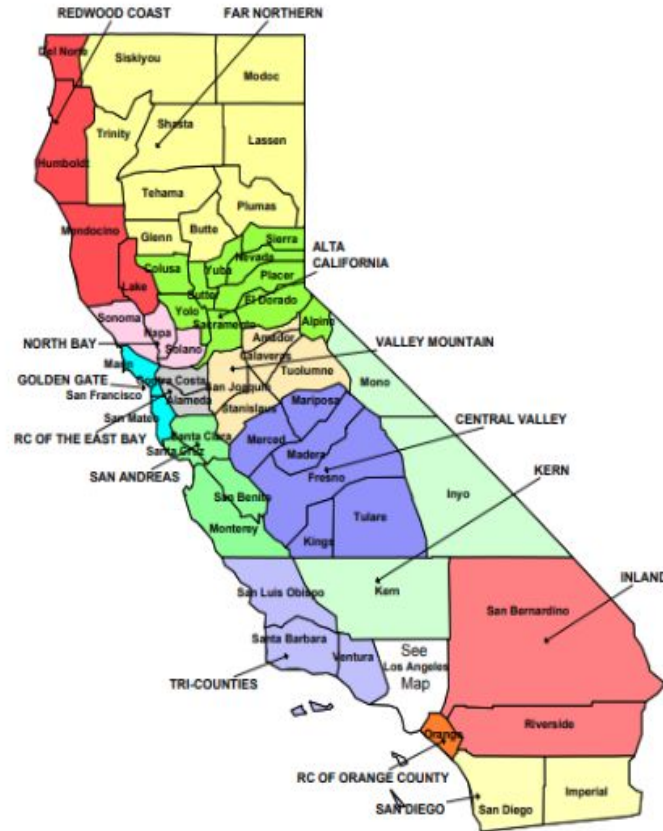 REDWOOD COAST
FAR NORTHERN
Del Norte
Siskiyou
Modoc
Trinity
Shasta
Lassen
Humboldt
Tehama
Plumas
Mendocino
Glenn
Butte
Sierra
ALTA
CALIFORNIA
Colusa
Yuba
Nevada
Placer
Lake
Sutter
El Dorado
Sonoma
Yolo
Sacramento
Alpine
Napa
Amador
NORTH BAY
Solano
Calaveras
VALLEY MOUNTAIN
Tuolumne
Mono
GOLDEN GATE
Contra Costa
San Joaquin
San Francisco
Alameda
Mariposa
San Mateo
Stanislaus
CENTRAL VALLEY
RC OF THE EAST BAY
Santa Clara
Merced
Santa Cruz
Madera
SAN ANDREAS
Fresno
KERN
San Benito
Inyo
Monterey
Tulare
Kings
INLAND
San Luis Obispo
Kern
San Bernardino
Santa Barbara
See
Los Angeles
Map
Ventura
TRI-COUNTIES
Orange
Riverside
RC OF ORANGE COUNTY
Imperial
SAN DIEGO
San Diego